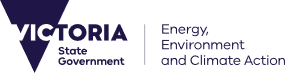 VICTORIA
State
Government
Energy,
Environment
and Climate Action